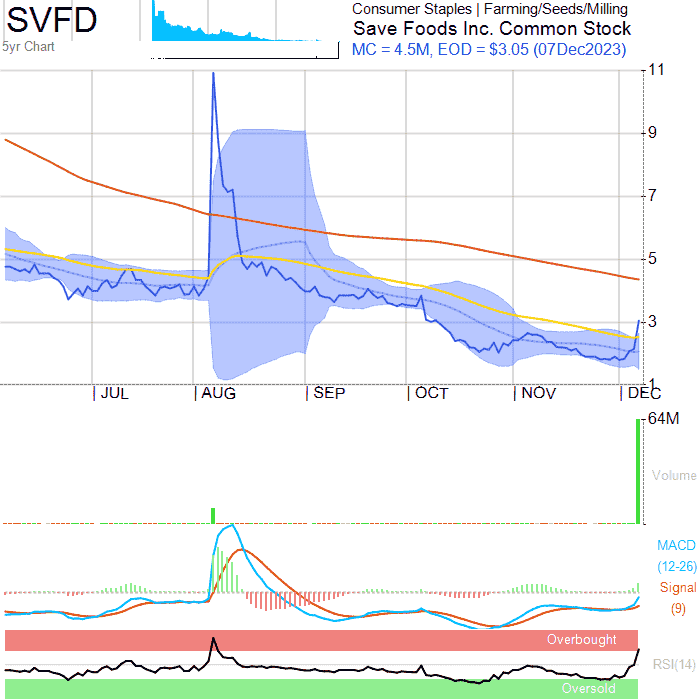 SVFD
5yr Chart
Consumer Staples | Farming/Seeds/Milling
Save Foods Inc. Common Stock
MC = 4.5M, EOD = $3.05 (07Dec2023)
11
9
7
5
3
1
JUL
AUG
SEP
OCT
NOV
DEC
64M
Volume
MACD
(12-26)
Signal
(9)
Overbought
RSI(14)
Oversold